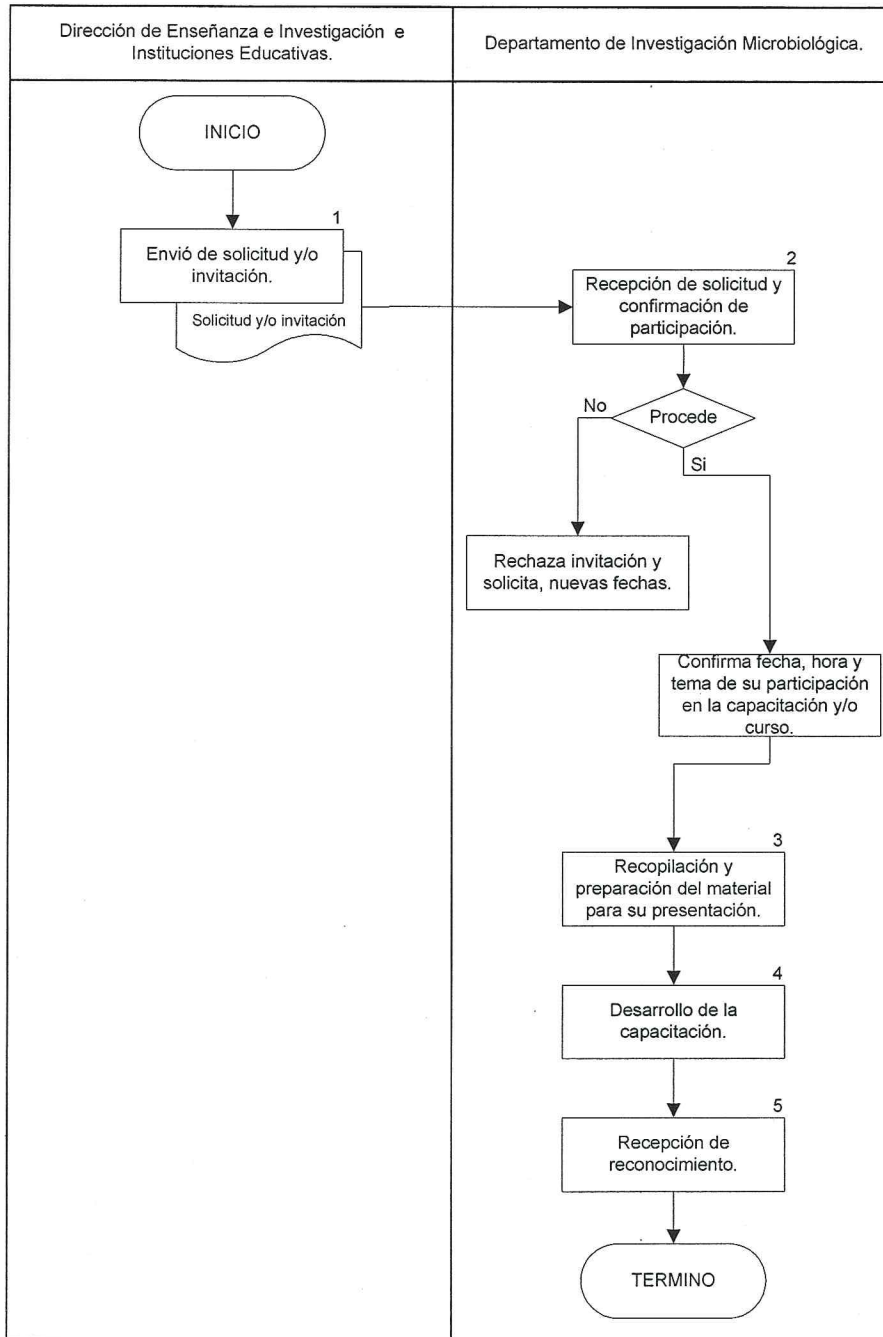 Dirección de Enseñanza e Investigación e
Instituciones Educativas.
Departamento de Investigación Microbiológica.
INICIO
1
Envió de solicitud y/o
invitación.
Solicitud y/o invitación
2
Recepción de solicitud y
confirmación de
participación.
No
Procede
Si
Rechaza invitación y
solicita, nuevas fechas.
Confirma fecha, hora y
tema de su participación
en la capacitación y/o
curso.
3
Recopilación y
preparación del material
para su presentación.
4
Desarrollo de la
capacitación.
5
Recepción de
reconocimiento.
TERMINO